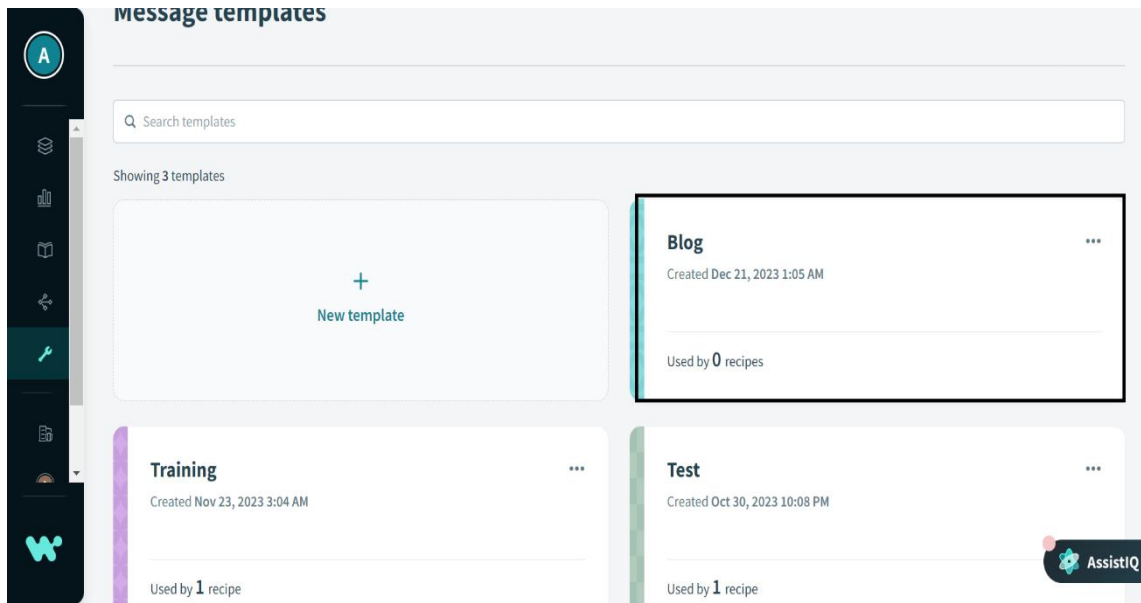 Message templates
A
Search templates
Showing 3 templates
+
New template
Blog
Created Dec 21, 2023 1:05 AM
Used by 0 recipes
Training
Created Nov 23, 2023 3:04 AM
Used by 1 recipe
Test
Created Oct 30, 2023 10:08 PM
Used by 1 recipe
AssistIQ